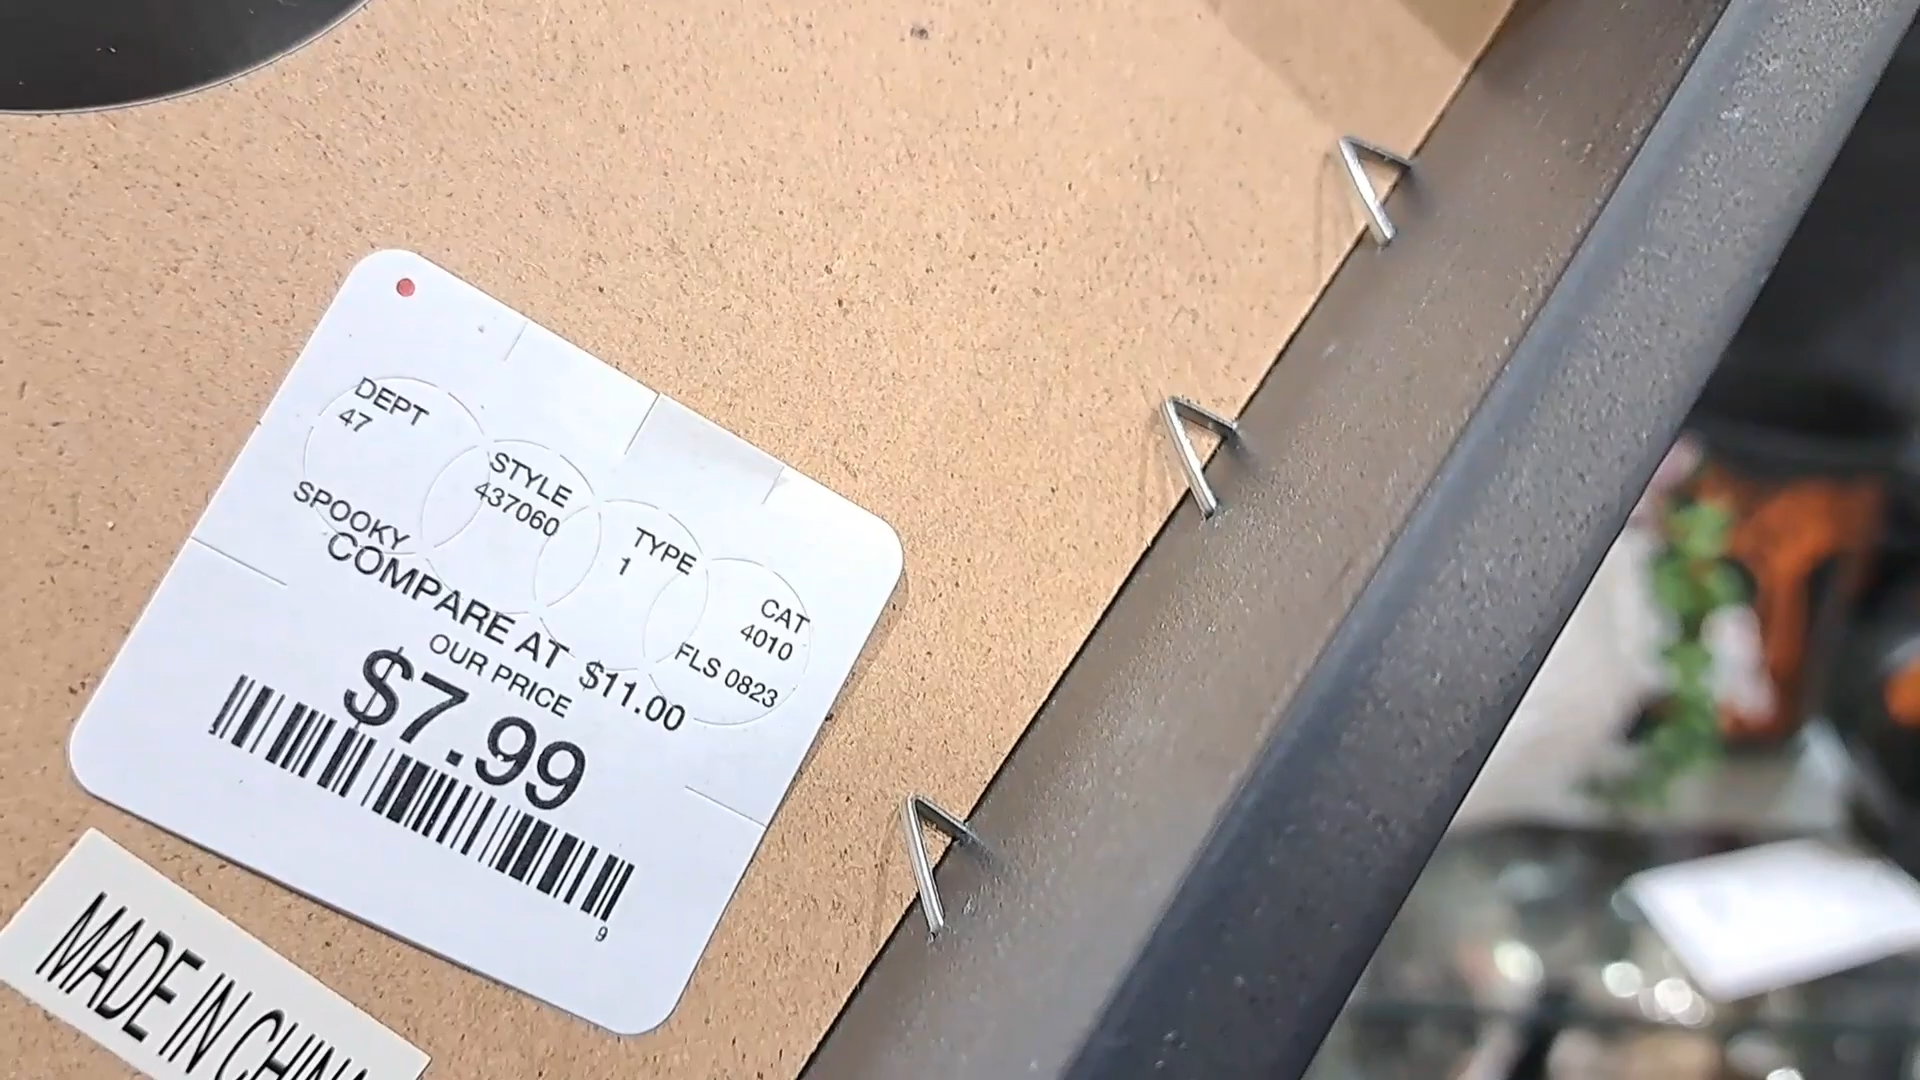 DEPT
47
STYLE
437060
TYPE
1
CAT
4010
SPOOKY
FLS 0823
COMPARE AT $11.00
OUR PRICE
$7.99
9
MADE IN CHINA